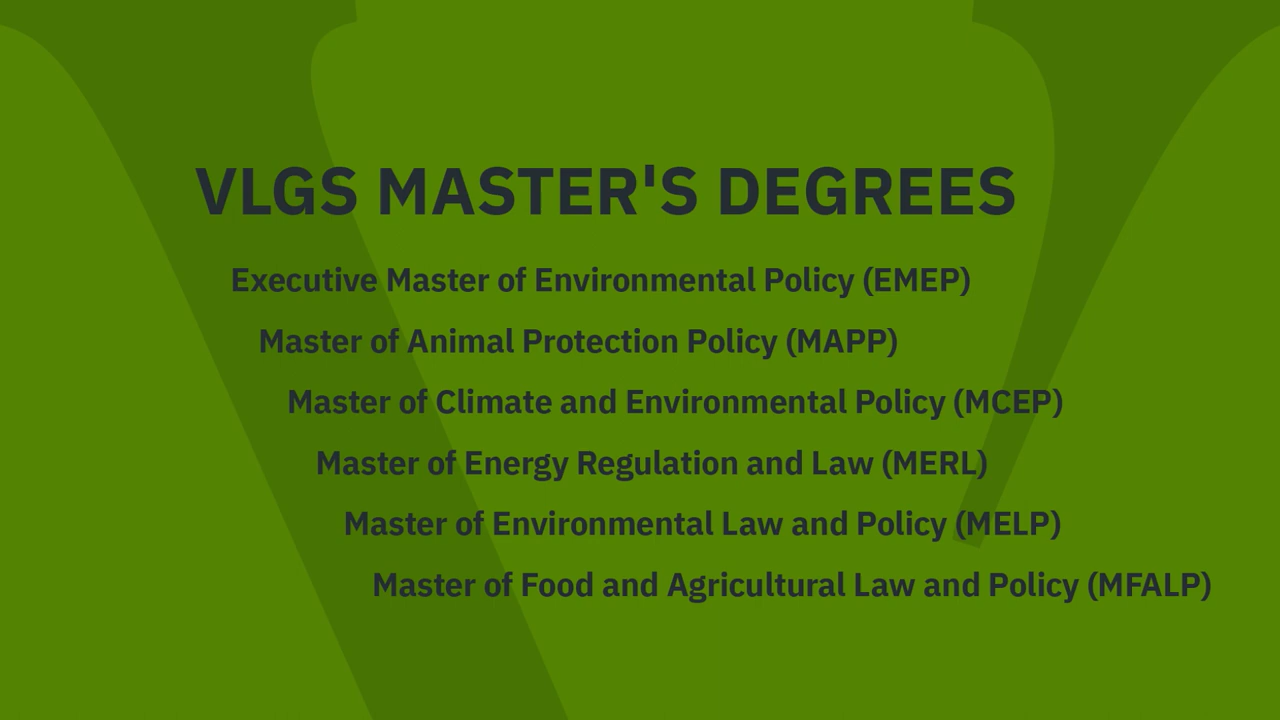 VLGS MASTER'S DEGREES
Executive Master of Environmental Policy (EMEP)
Master of Animal Protection Policy (MAPP)
Master of Climate and Environmental Policy (MCEP)
Master of Energy Regulation and Law (MERL)
Master of Environmental Law and Policy (MELP)
Master of Food and Agricultural Law and Policy (MFALP)